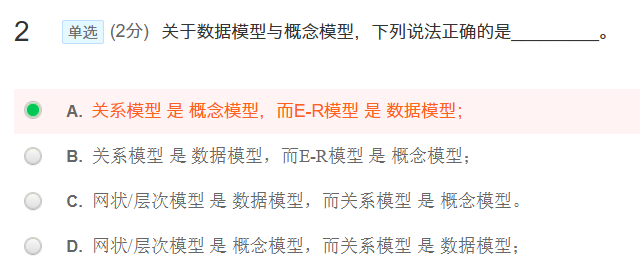 2 单选 (2分) 关于数据模型与概念模型，下列说法正确的是_________。
A. 关系模型 是 概念模型，而E-R模型 是 数据模型；
B. 关系模型 是 数据模型，而E-R模型 是 概念模型；
C. 网状/层次模型 是 数据模型，而关系模型 是 概念模型。
D. 网状/层次模型 是 概念模型，而关系模型 是 数据模型；